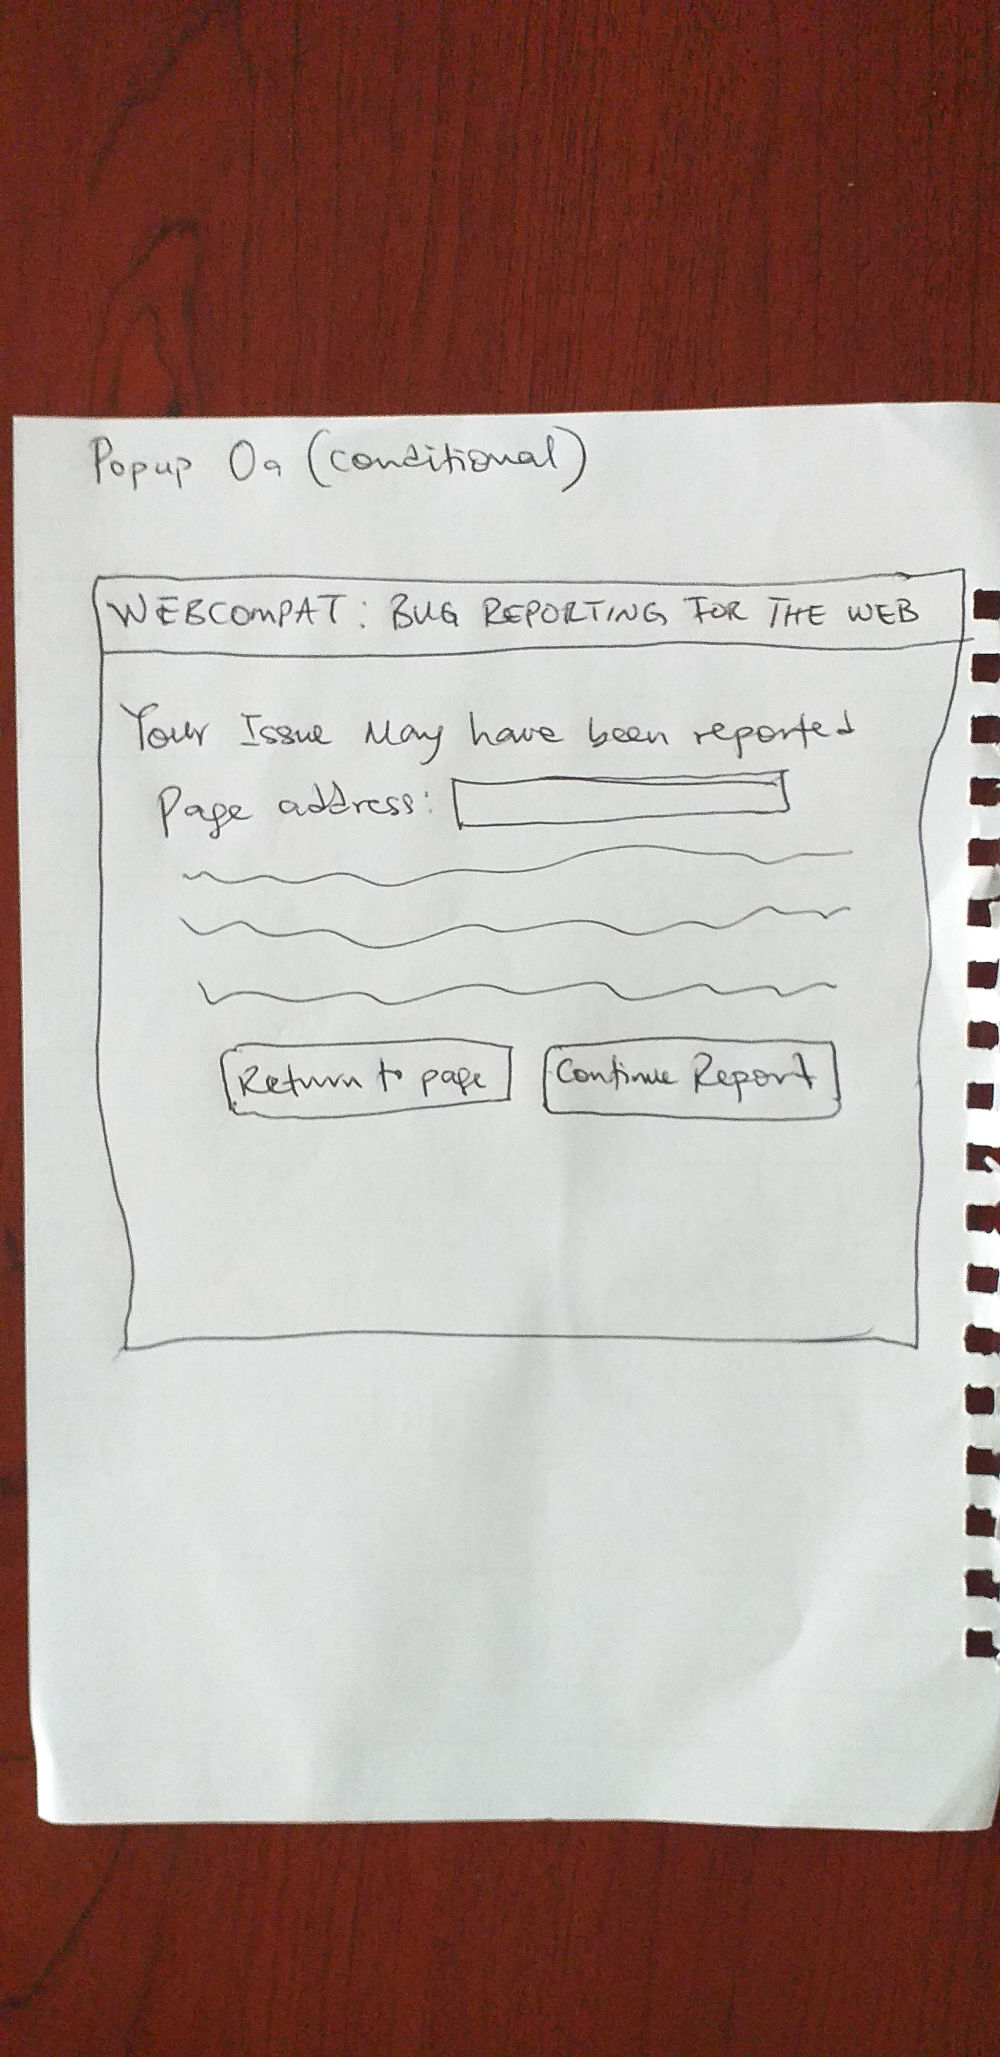 Popup 0a (conditional)
WEBCOMPAT: BUG REPORTING FOR THE WEB
Your Issue May have been reported
Page address:
Return to page
Continue Report